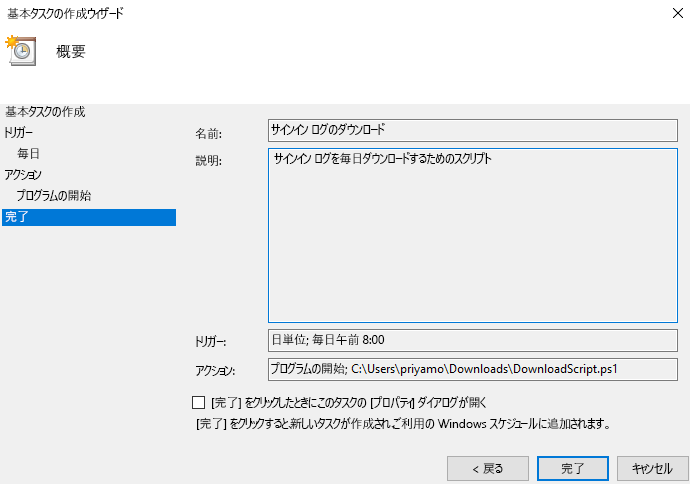 基本タスクの作成ウィザード
概要
基本タスクの作成
トリガー
毎日
アクション
プログラムの開始
完了
名前:
サインイン ログのダウンロード
説明:
サインイン ログを毎日ダウンロードするためのスクリプト
トリガー:
日単位; 毎日午前 8:00
アクション:
プログラムの開始; C:\Users\priyamo\Downloads\DownloadScript.ps1
[完了] をクリックしたときにこのタスクの [プロパティ] ダイアログが開く
[完了] をクリックすると新しいタスクが作成されご利用の Windows スケジュールに追加されます。
< 戻る
完了
キャンセル